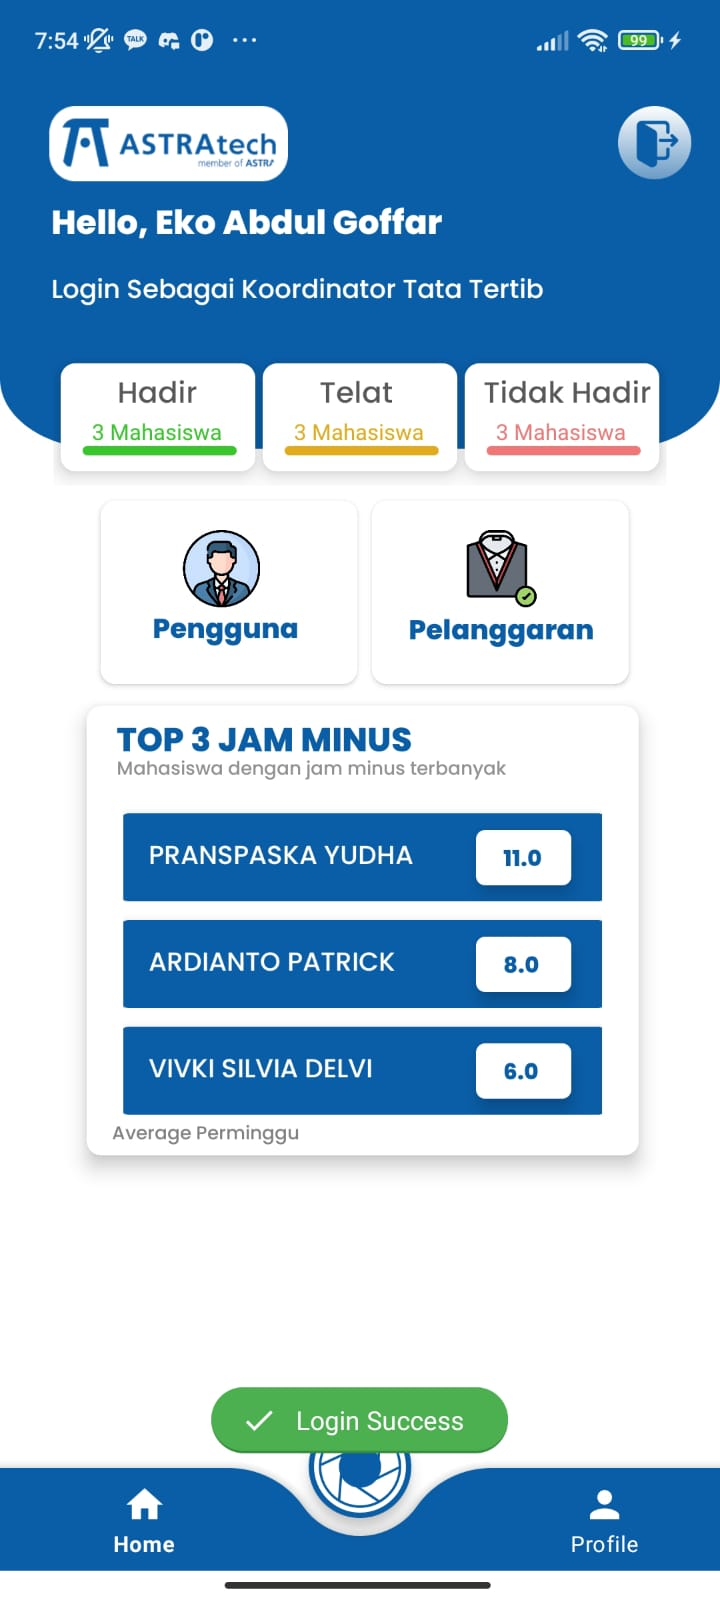 7:54
TALK
99
ASTRAtech
member of ASTRA
Hello, Eko Abdul Goffar
Login Sebagai Koordinator Tata Tertib
Hadir
3 Mahasiswa
Telat
3 Mahasiswa
Tidak Hadir
3 Mahasiswa
Pengguna
Pelanggaran
TOP 3 JAM MINUS
Mahasiswa dengan jam minus terbanyak
PRANSPASKA YUDHA
11.0
ARDIANTO PATRICK
8.0
VIVKI SILVIA DELVI
6.0
Average Perminggu
Login Success
Home
Profile